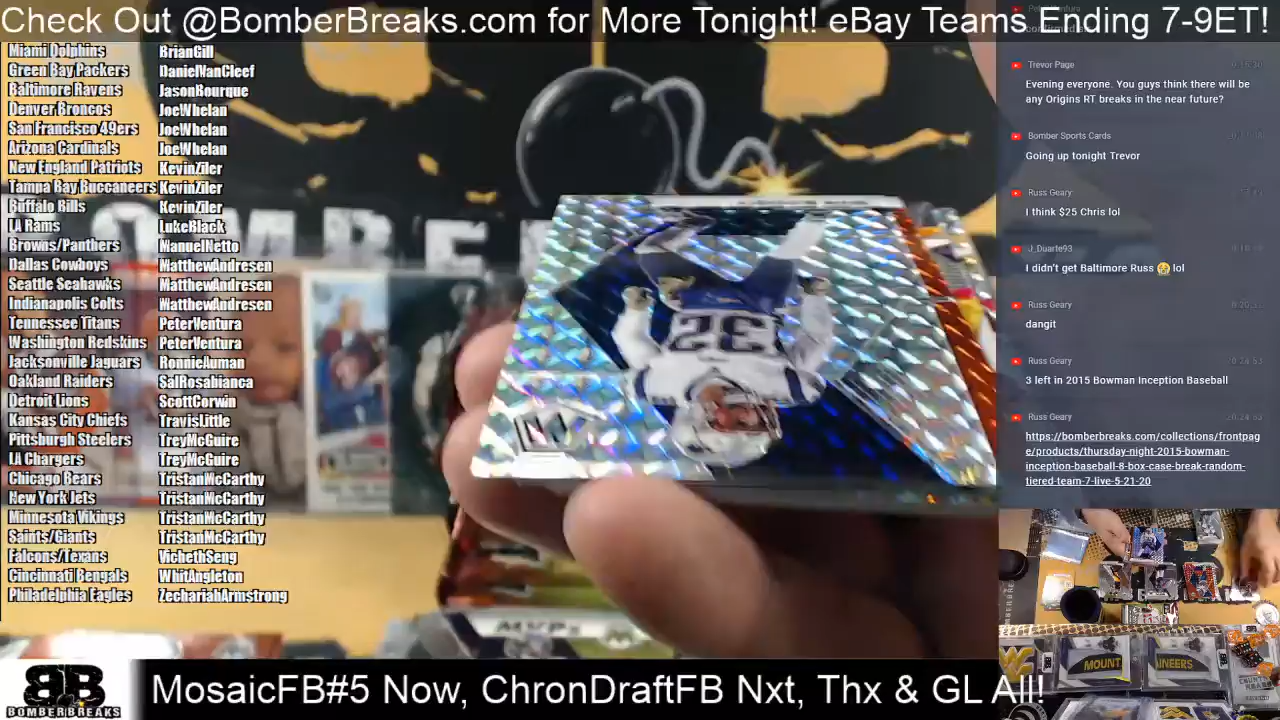 Check Out @BomberBreaks.com for More Tonight! eBay Teams Ending 7-9ET!
Miami Dolphins BrianGill
Green Bay Packers DanielVanCleef
Baltimore Ravens JasonBourque
Denver Broncos JoeWhelan
San Francisco 49ers JoeWhelan
Arizona Cardinals JoeWhelan
New England Patriots KevinZiler
Tampa Bay Buccaneers KevinZiler
Buffalo Bills KevinZiler
LA Rams LukeBlack
Browns/Panthers ManuelNetto
Dallas Cowboys MatthewAndresen
Seattle Seahawks MatthewAndresen
Indianapolis Colts MatthewAndresen
Tennessee Titans PeterVentura
Washington Redskins PeterVentura
Jacksonville Jaguars RonnieAuman
Oakland Raiders SalRosabianca
Detroit Lions ScottCorwin
Kansas City Chiefs TravisLittle
Pittsburgh Steelers TreyMcGuire
LA Chargers TreyMcGuire
Chicago Bears TristanMcCarthy
New York Jets TristanMcCarthy
Minnesota Vikings TristanMcCarthy
Saints/Giants TristanMcCarthy
Falcons/Texans VichethSeng
Cincinnati Bengals WhitAngleton
Philadelphia Eagles ZechariahArmstrong
32
MVPs
Trevor Page
Evening everyone. You guys think there will be
any Origins RT breaks in the near future?
Bomber Sports Cards
Going up tonight Trevor
Russ Geary
I think $25 Chris lol
J_Duarte93
I didn't get Baltimore Russ 😭 lol
Russ Geary
dangit
Russ Geary
3 left in 2015 Bowman Inception Baseball
Russ Geary
https://bomberbreaks.com/collections/frontpag
e/products/thursday-night-2015-bowman-
inception-baseball-8-box-case-break-random-
tiered-team-7-live-5-21-20
MOUNT
AINEERS
BOMBERBREAKS
MosaicFB#5 Now, ChronDraftFB Nxt, Thx & GL All!